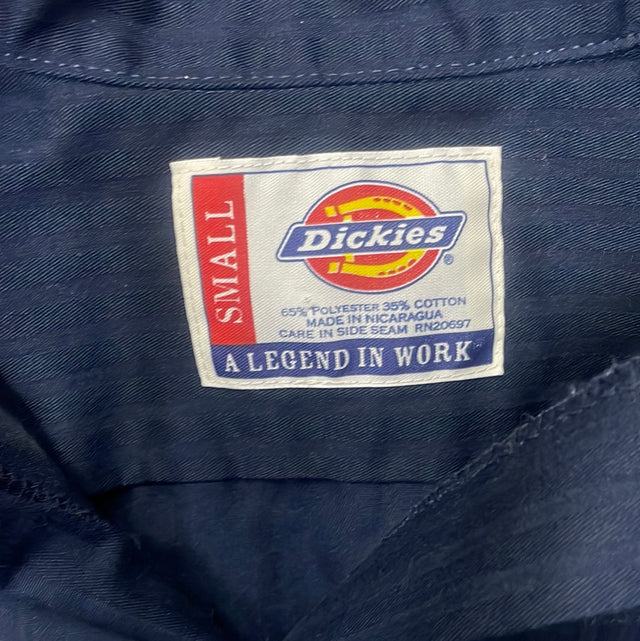 SMALL
Dickies®
65% POLYESTER 35% COTTON
MADE IN NICARAGUA
CARE IN SIDE SEAM RN20697
A LEGEND IN WORK